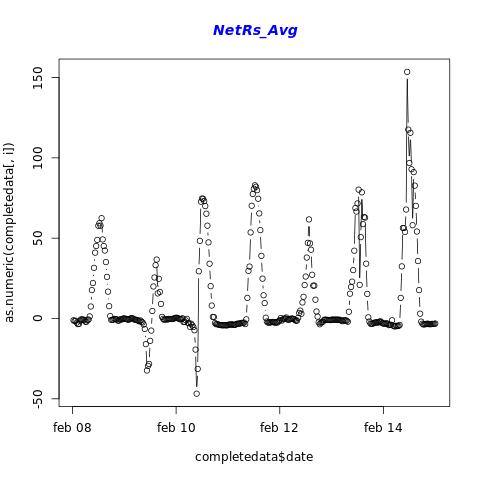 NetRs_Avg
as.numeric(completedata[, i])
150
100
50
0
-50
feb 08
feb 10
feb 12
feb 14
completedata$date